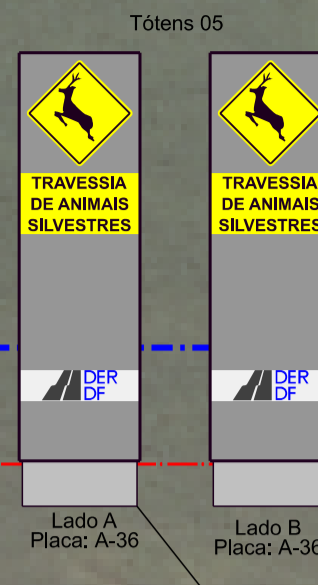 Tótens 05
TRAVESSIA
DE ANIMAIS
SILVESTRES
DER
DF
Lado A
Placa: A-36
TRAVESSIA
DE ANIMAIS
SILVESTRES
DER
DF
Lado B
Placa: A-36